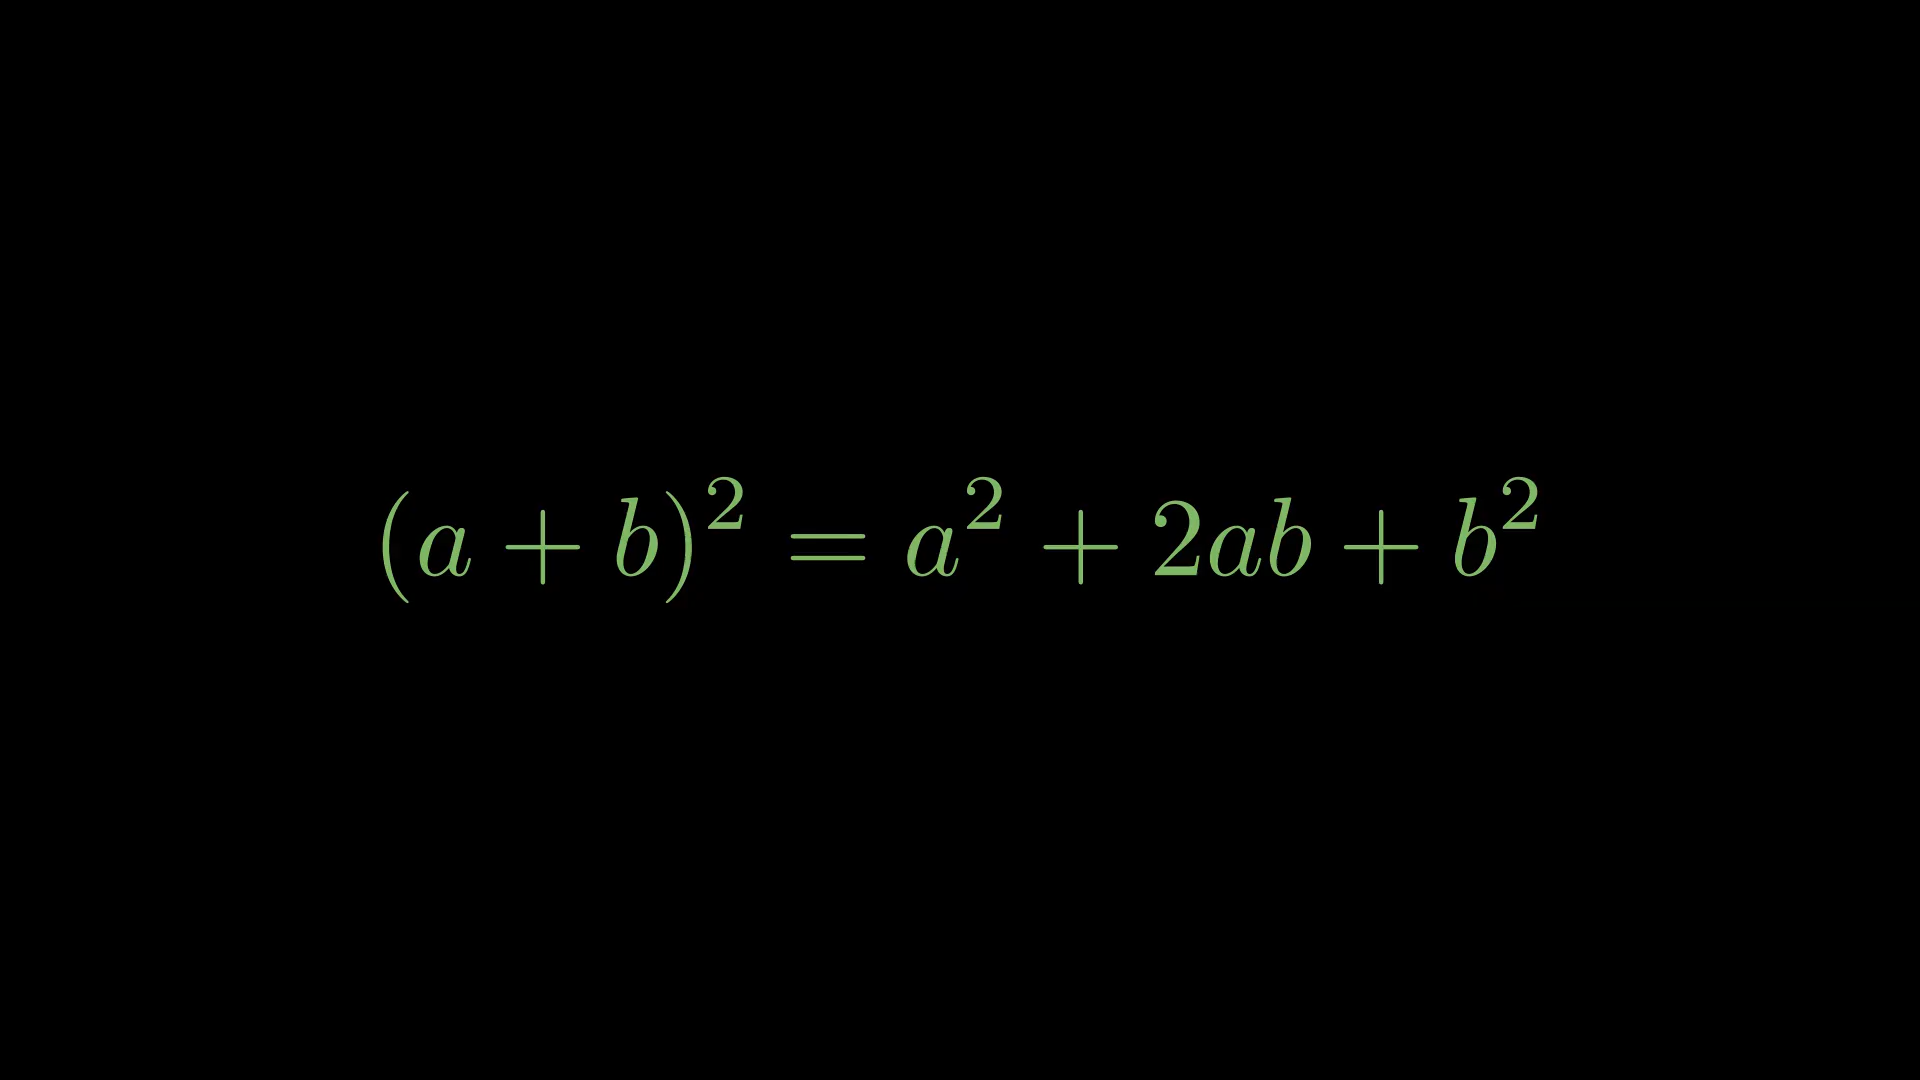 (a + b)² = a² + 2ab + b²